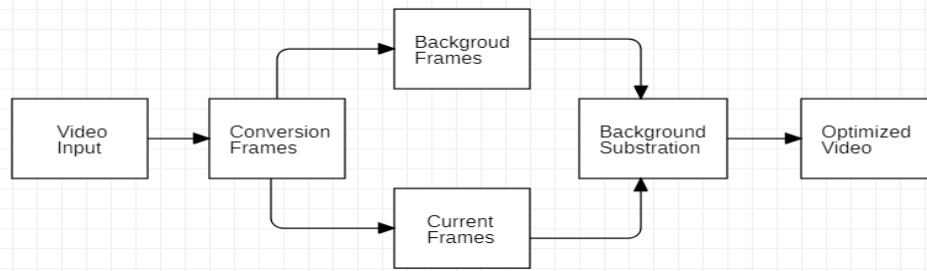 Video
Input
Conversion
Frames
Backgroud
Frames
Current
Frames
Background
Substration
Optimized
Video